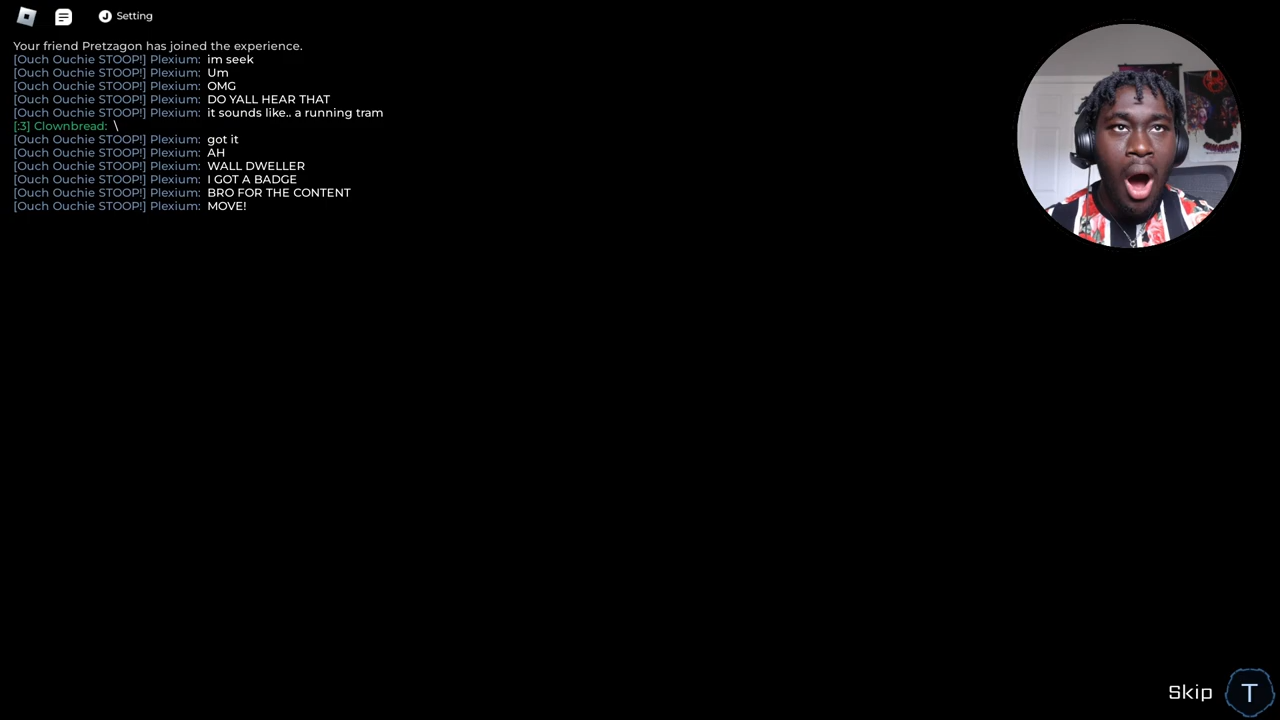 Setting
Your friend Pretzagon has joined the experience.
[Ouch Ouchie STOOP!] Plexium: im seek
[Ouch Ouchie STOOP!] Plexium: Um
[Ouch Ouchie STOOP!] Plexium: OMG
[Ouch Ouchie STOOP!] Plexium: DO YALL HEAR THAT
[Ouch Ouchie STOOP!] Plexium: it sounds like.. a running tram
[:3] Clownbread: \
[Ouch Ouchie STOOP!] Plexium: got it
[Ouch Ouchie STOOP!] Plexium: AH
[Ouch Ouchie STOOP!] Plexium: WALL DWELLER
[Ouch Ouchie STOOP!] Plexium: I GOT A BADGE
[Ouch Ouchie STOOP!] Plexium: BRO FOR THE CONTENT
[Ouch Ouchie STOOP!] Plexium: MOVE!
Skip T